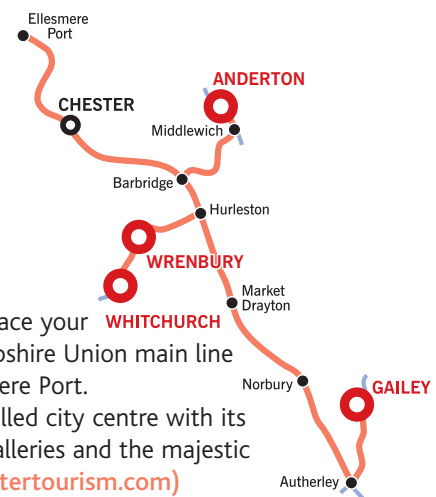 Ellesmere
Port
ANDERTON
CHESTER
Middlewich
Barbridge
Hurleston
WRENBURY
Market
Drayton
WHITCHURCH
ace your
oshire Union main line
ere Port.
Norbury
GAILEY
lled city centre with its
alleries and the majestic
tertourism.com)
Autherley